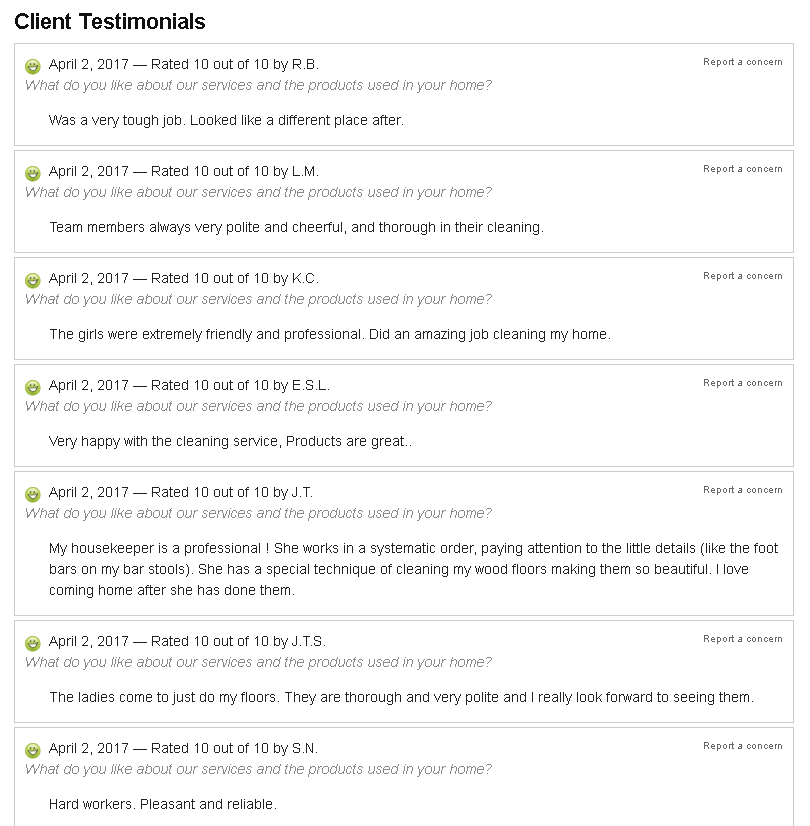 Client Testimonials
April 2, 2017 — Rated 10 out of 10 by R.B.
Report a concern
What do you like about our services and the products used in your home?
Was a very tough job. Looked like a different place after.
April 2, 2017 — Rated 10 out of 10 by L.M.
Report a concern
What do you like about our services and the products used in your home?
Team members always very polite and cheerful, and thorough in their cleaning.
April 2, 2017 — Rated 10 out of 10 by K.C.
Report a concern
What do you like about our services and the products used in your home?
The girls were extremely friendly and professional. Did an amazing job cleaning my home.
April 2, 2017 — Rated 10 out of 10 by E.S.L.
Report a concern
What do you like about our services and the products used in your home?
Very happy with the cleaning service, Products are great..
April 2, 2017 — Rated 10 out of 10 by J.T.
Report a concern
What do you like about our services and the products used in your home?
My housekeeper is a professional ! She works in a systematic order, paying attention to the little details (like the foot
bars on my bar stools). She has a special technique of cleaning my wood floors making them so beautiful. I love
coming home after she has done them.
April 2, 2017 — Rated 10 out of 10 by J.T.S.
Report a concern
What do you like about our services and the products used in your home?
The ladies come to just do my floors. They are thorough and very polite and I really look forward to seeing them.
April 2, 2017 — Rated 10 out of 10 by S.N.
Report a concern
What do you like about our services and the products used in your home?
Hard workers. Pleasant and reliable.